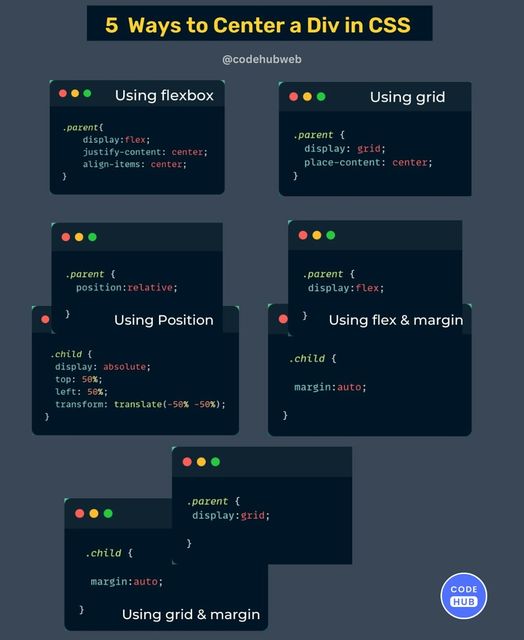 5 Ways to Center a Div in CSS
@codehubweb
Using flexbox
.parent{
display:flex;
justify-content: center;
align-items: center;
}
Using grid
.parent {
display: grid;
place-content: center;
}
.parent {
position:relative;
}
Using Position
.child {
display: absolute;
top: 50%;
left: 50%;
transform: translate(-50% -50%);
}
.parent {
display:flex;
}
Using flex & margin
.child {
margin:auto;
}
.parent {
display:grid;
}
.child {
margin:auto;
}
Using grid & margin
CODE
HUB